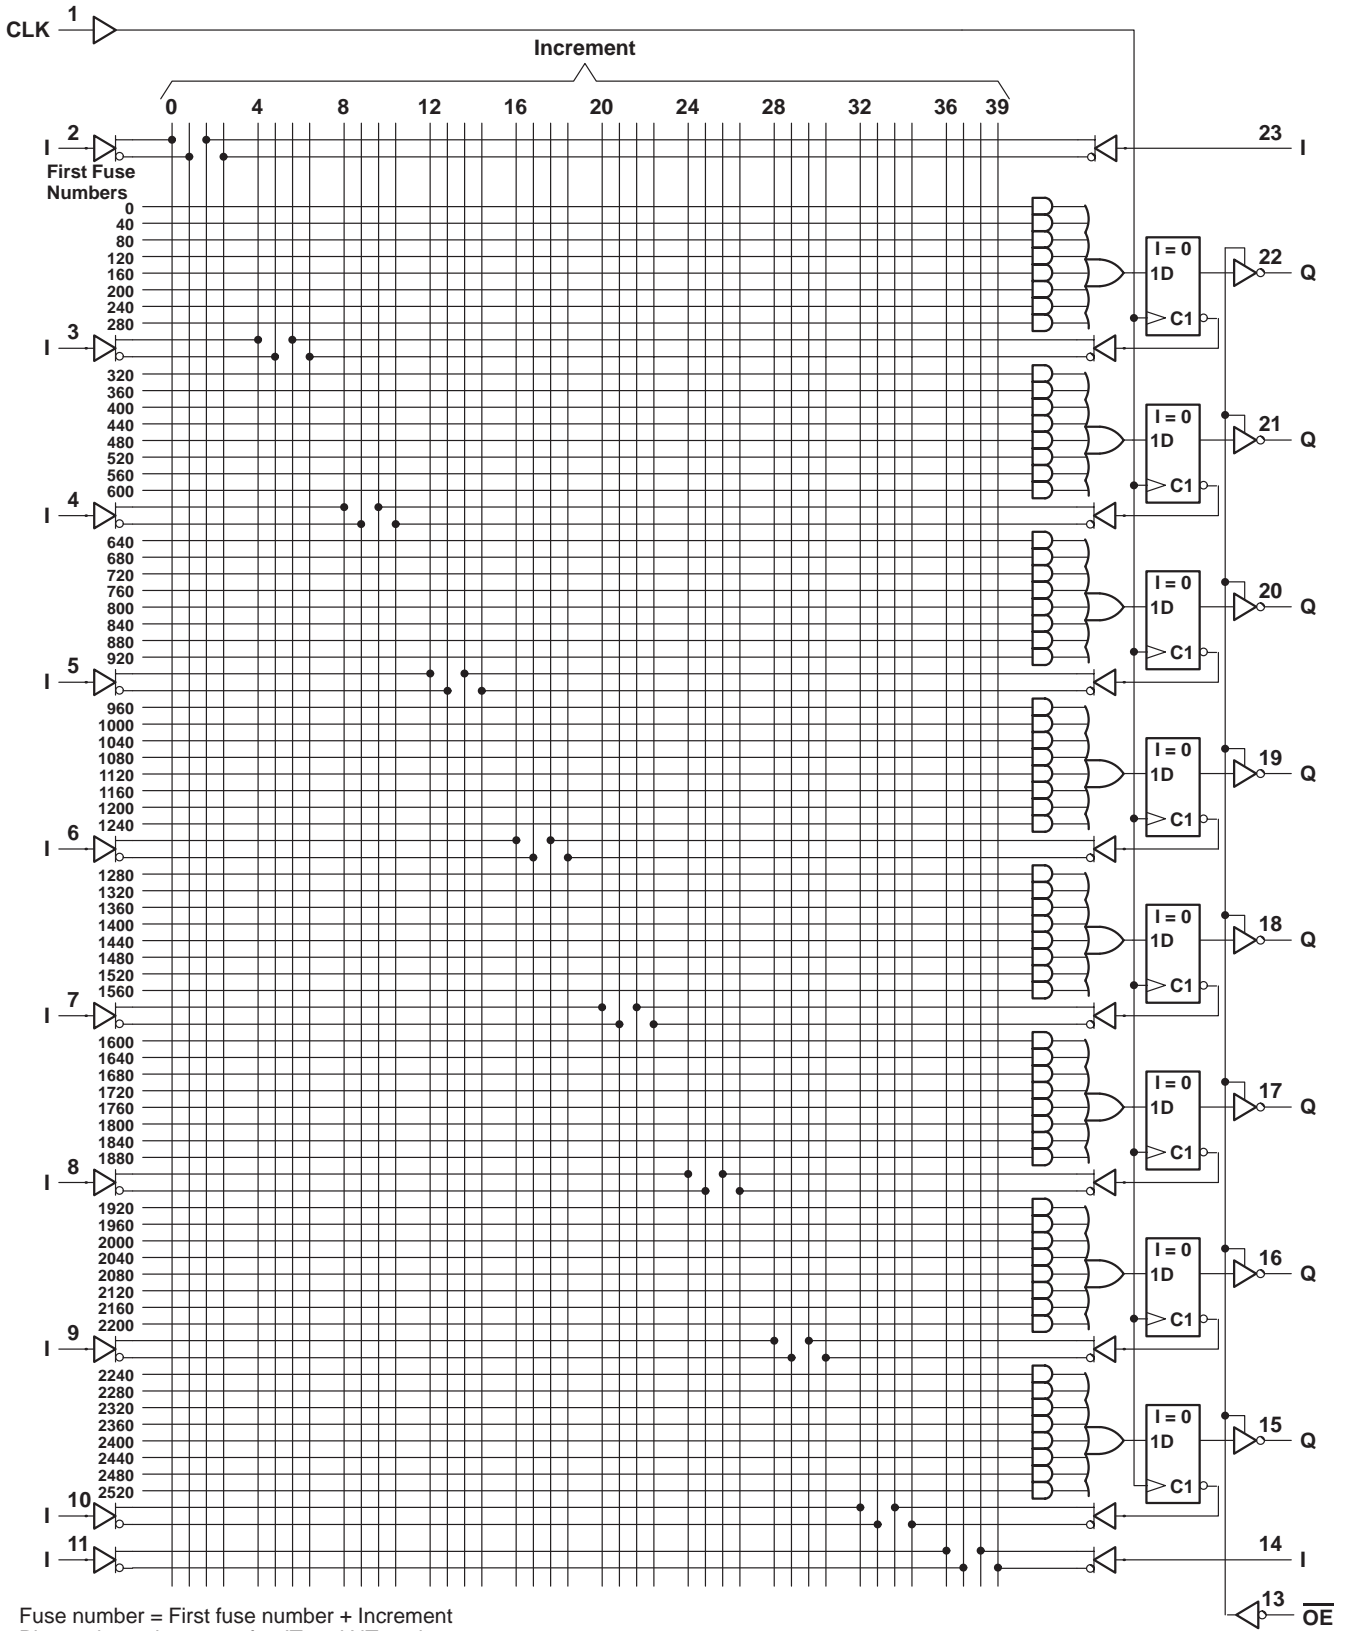 CLK 1
Increment
0 4 8 12 16 20 24 28 32 36 39
I 2 23 I
First Fuse
Numbers
0
40
80
120
160
200
240
280
I = 0
1D
C1
22 Q
I 3
320
360
400
440
480
520
560
600
I = 0
1D
C1
21 Q
I 4
640
680
720
760
800
840
880
920
I = 0
1D
C1
20 Q
I 5
960
1000
1040
1080
1120
1160
1200
1240
I = 0
1D
C1
19 Q
I 6
1280
1320
1360
1400
1440
1480
1520
1560
I = 0
1D
C1
18 Q
I 7
1600
1640
1680
1720
1760
1800
1840
1880
I = 0
1D
C1
17 Q
I 8
1920
1960
2000
2040
2080
2120
2160
2200
I = 0
1D
C1
16 Q
I 9
2240
2280
2320
2360
2400
2440
2480
2520
I = 0
1D
C1
15 Q
I 10
I 11 14 I
13 OE
Fuse number = First fuse number + Increment